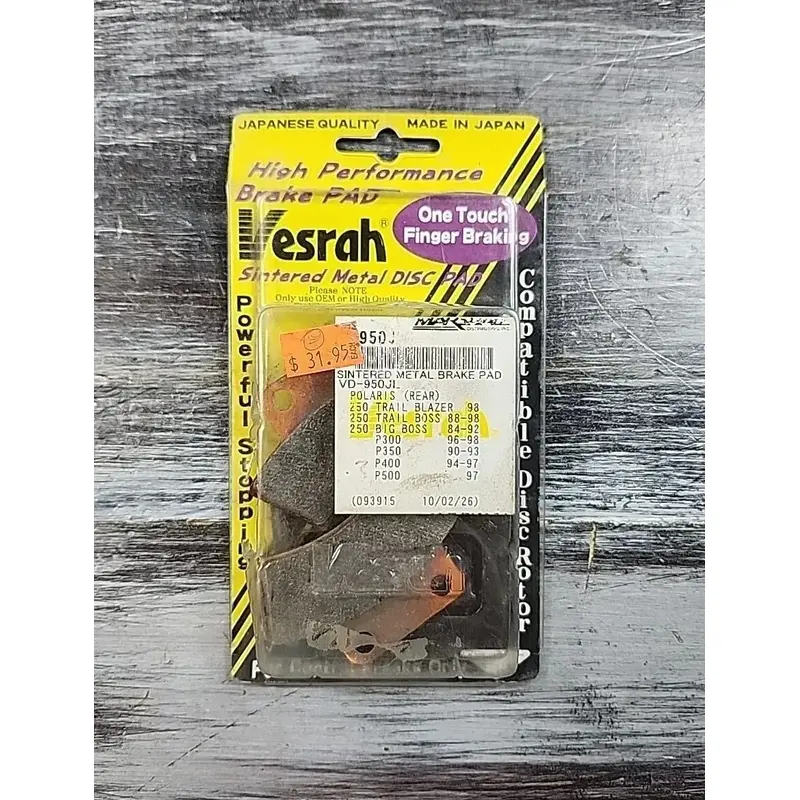 JAPANESE QUALITY MADE IN JAPAN
High Performance
Brake PAD
Vesrah®
One Touch
Finger Braking
Sintered Metal DISC PAD
Please NOTE
Only use OEM or High Quality
Powerful Stopping
Compatible Disc Rotor
$ 31.95 EACH
950J
SINTERED METAL BRAKE PAD
VD-950JL
POLARIS (REAR)
250 TRAIL BLAZER 98
250 TRAIL BOSS 88-98
250 BIG BOSS 84-92
P300 96-98
P350 90-93
P400 94-97
P500 97
(093915 10/02/26)